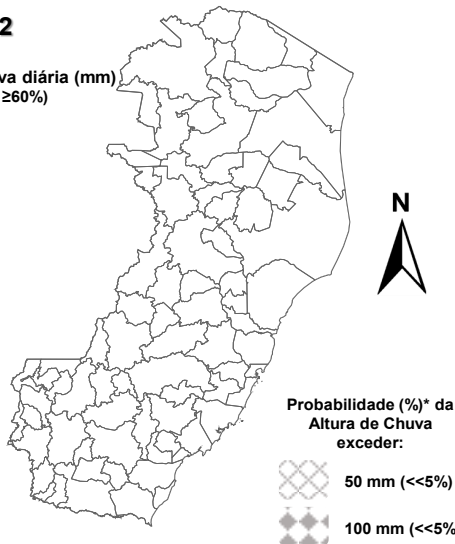 2
va diária (mm)
≥60%)
N
Probabilidade (%)* da
Altura de Chuva
exceder:
50 mm (<<5%)
100 mm (<<5%